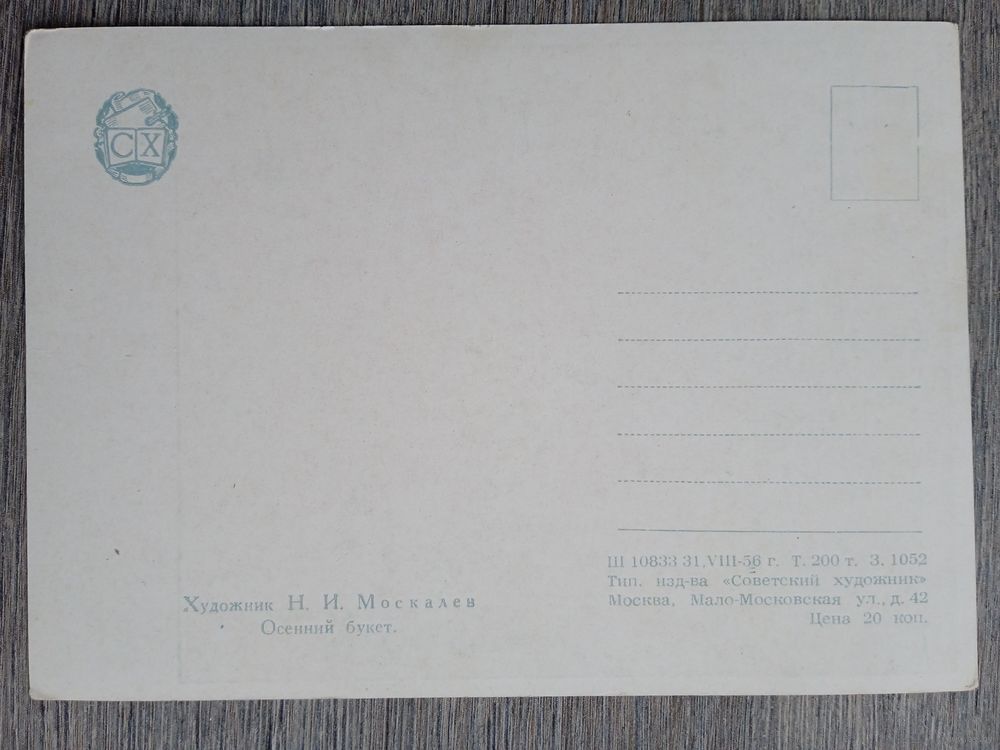 СХ
Художник Н. И. Москалев
Осенний букет.
Ш 10833 31/VIII-56 г. Т. 200 т. З. 1052
Тип. изд-ва «Советский художник»
Москва, Мало-Московская ул., д. 42
Цена 20 коп.